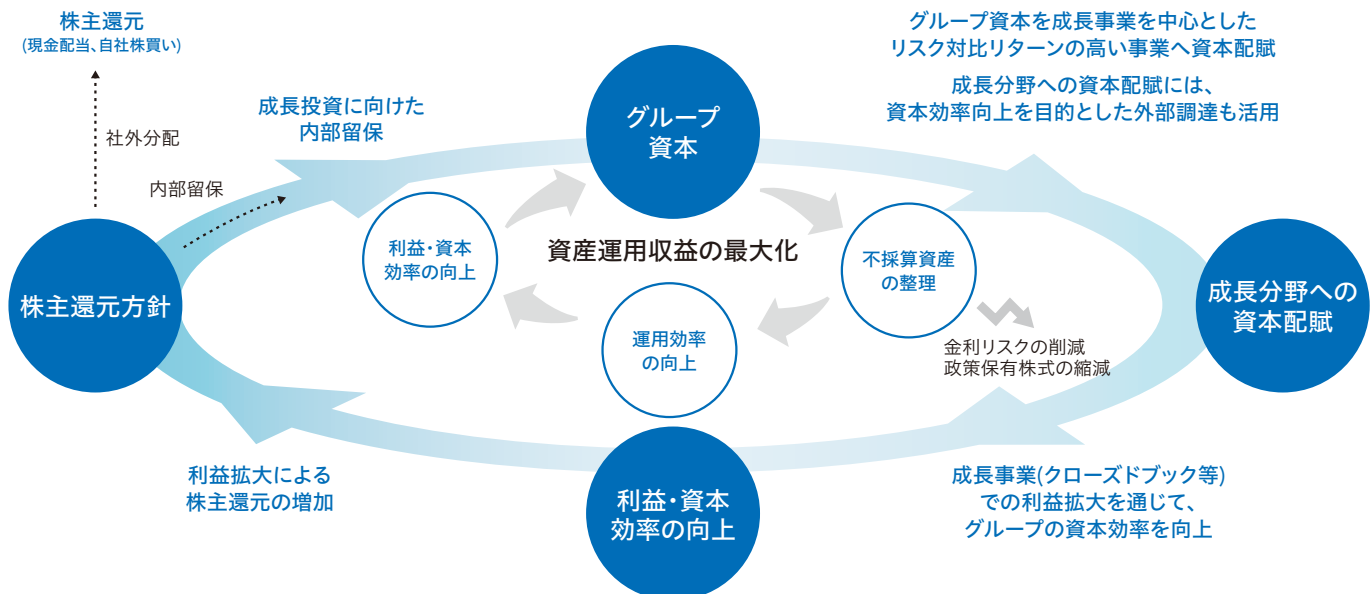 株主還元
(現金配当、自社株買い)
社外分配
成長投資に向けた
内部留保
内部留保
グループ
資本
グループ資本を成長事業を中心とした
リスク対比リターンの高い事業へ資本配賦
成長分野への資本配賦には、
資本効率向上を目的とした外部調達も活用
株主還元方針
利益・資本
効率の向上
資産運用収益の最大化
不採算資産
の整理
運用効率
の向上
金利リスクの削減
政策保有株式の縮減
成長分野への
資本配賦
利益拡大による
株主還元の増加
利益・資本
効率の向上
成長事業(クローズドブック等)
での利益拡大を通じて、
グループの資本効率を向上